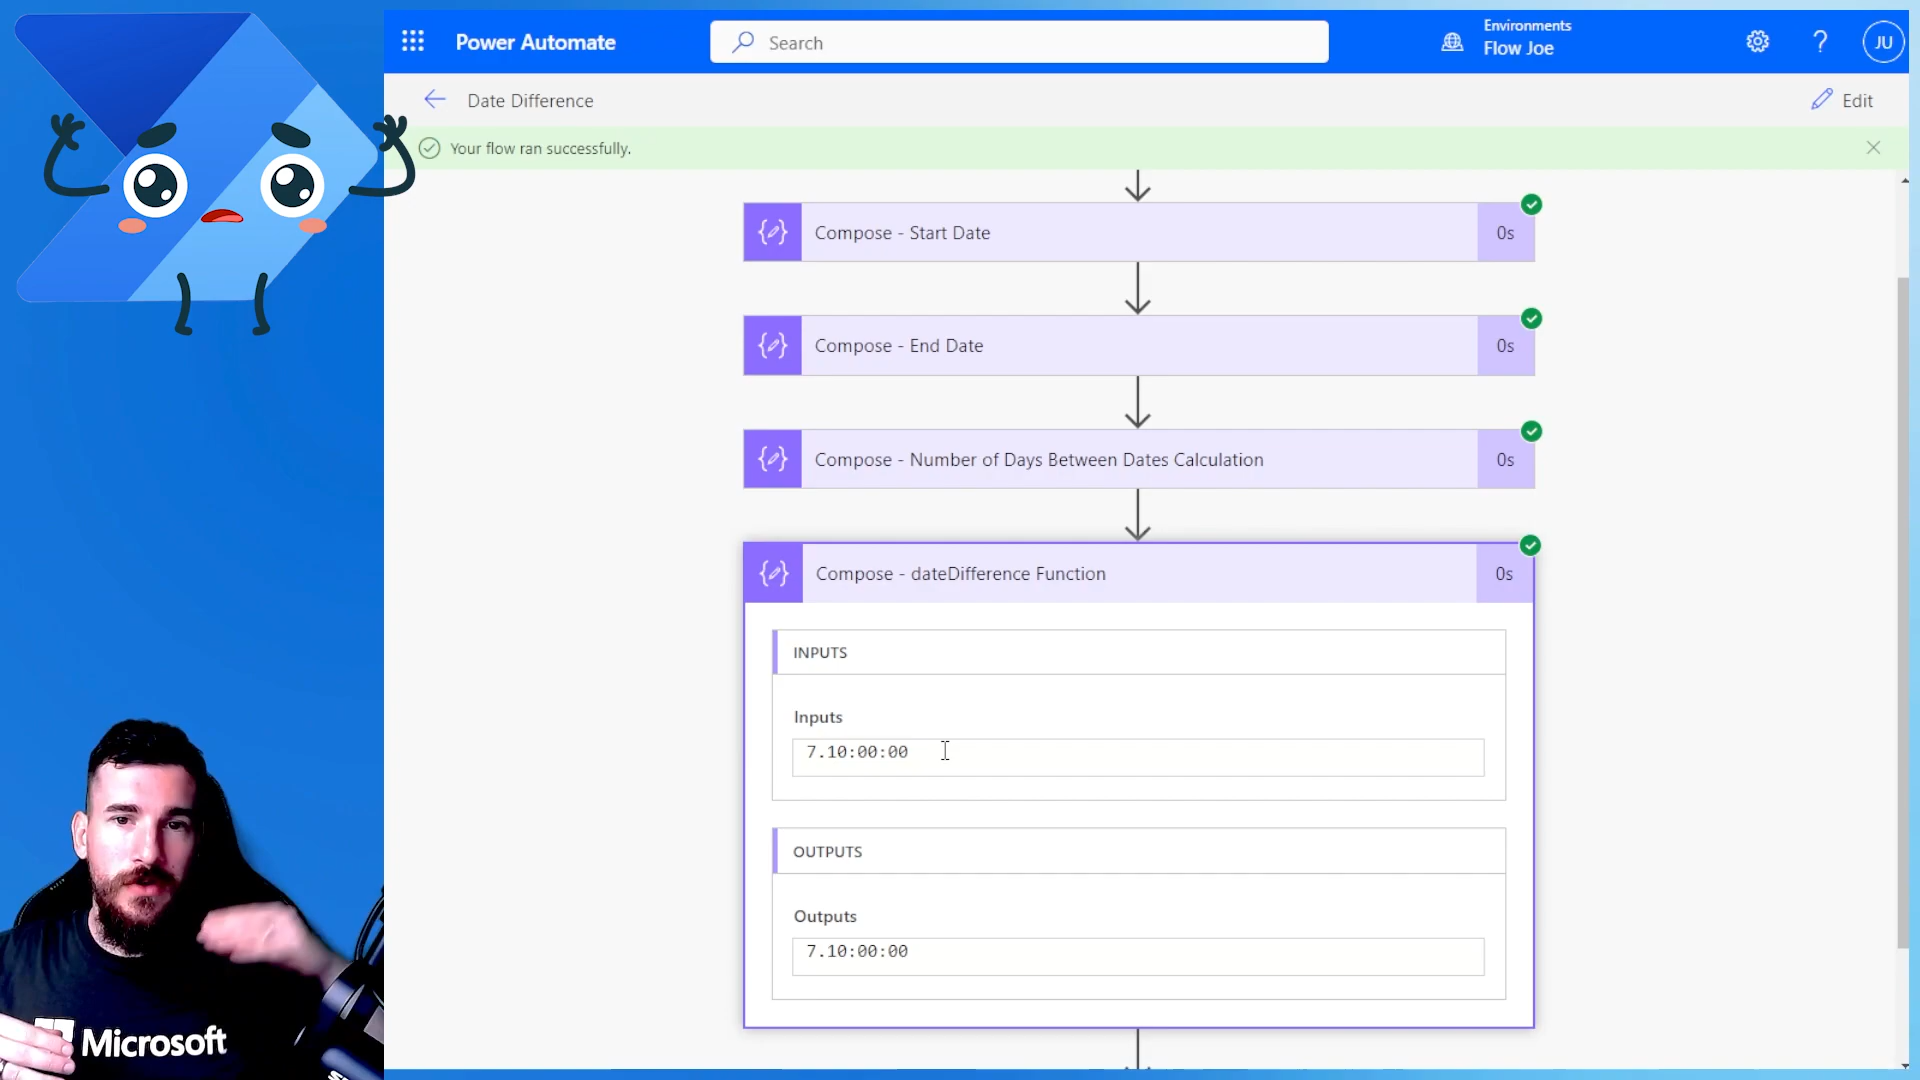 Power Automate
Search
Environments
Flow Joe
JU
Date Difference
Edit
Your flow ran successfully.
Compose - Start Date
0s
Compose - End Date
0s
Compose - Number of Days Between Dates Calculation
0s
Compose - dateDifference Function
0s
INPUTS
Inputs
7.10:00:00
OUTPUTS
Outputs
7.10:00:00
Microsoft